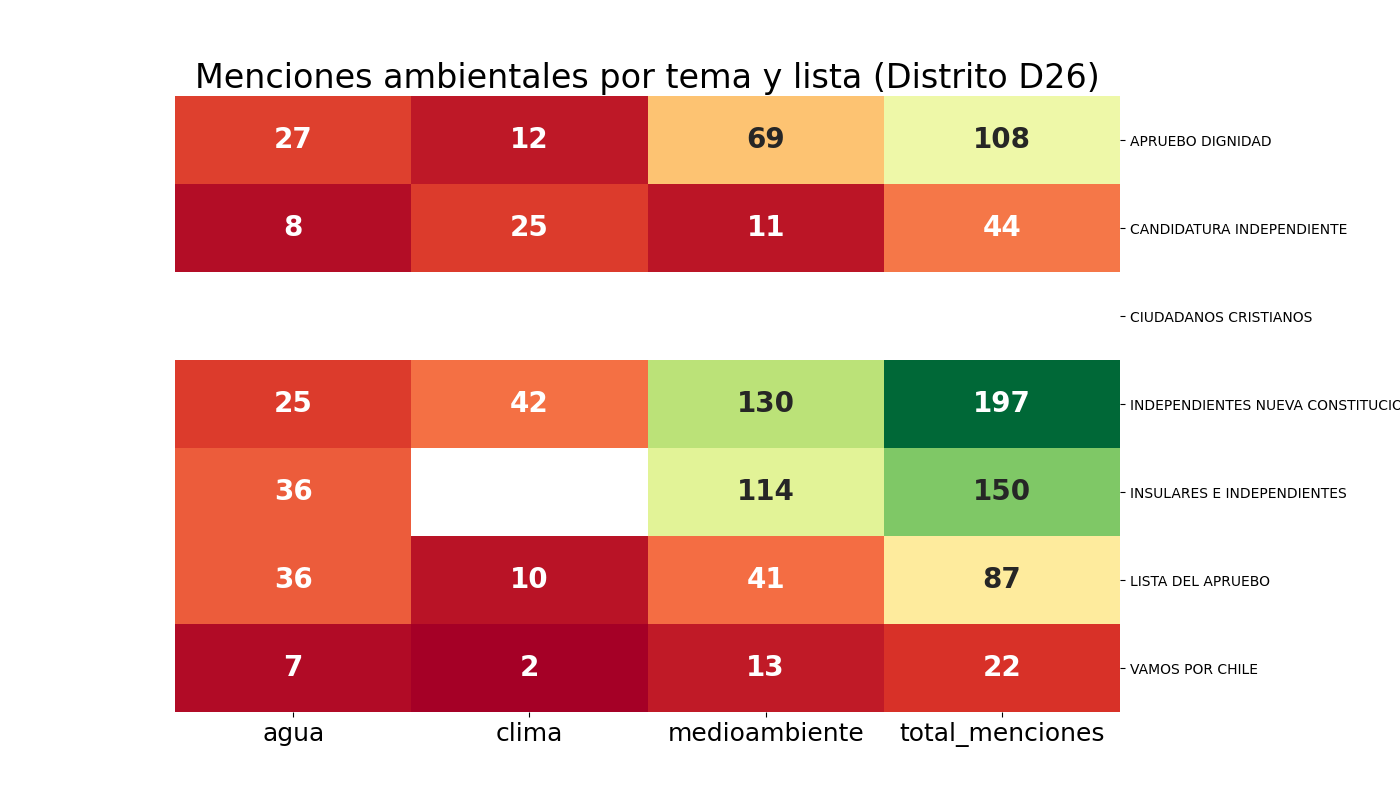 Menciones ambientales por tema y lista (Distrito D26)
27 12 69 108 APRUEBO DIGNIDAD
8 25 11 44 CANDIDATURA INDEPENDIENTE
CIUDADANOS CRISTIANOS
25 42 130 197 INDEPENDIENTES NUEVA CONSTITUCIO
36 114 150 INSULARES E INDEPENDIENTES
36 10 41 87 LISTA DEL APRUEBO
7 2 13 22 VAMOS POR CHILE
agua clima medioambiente total_menciones